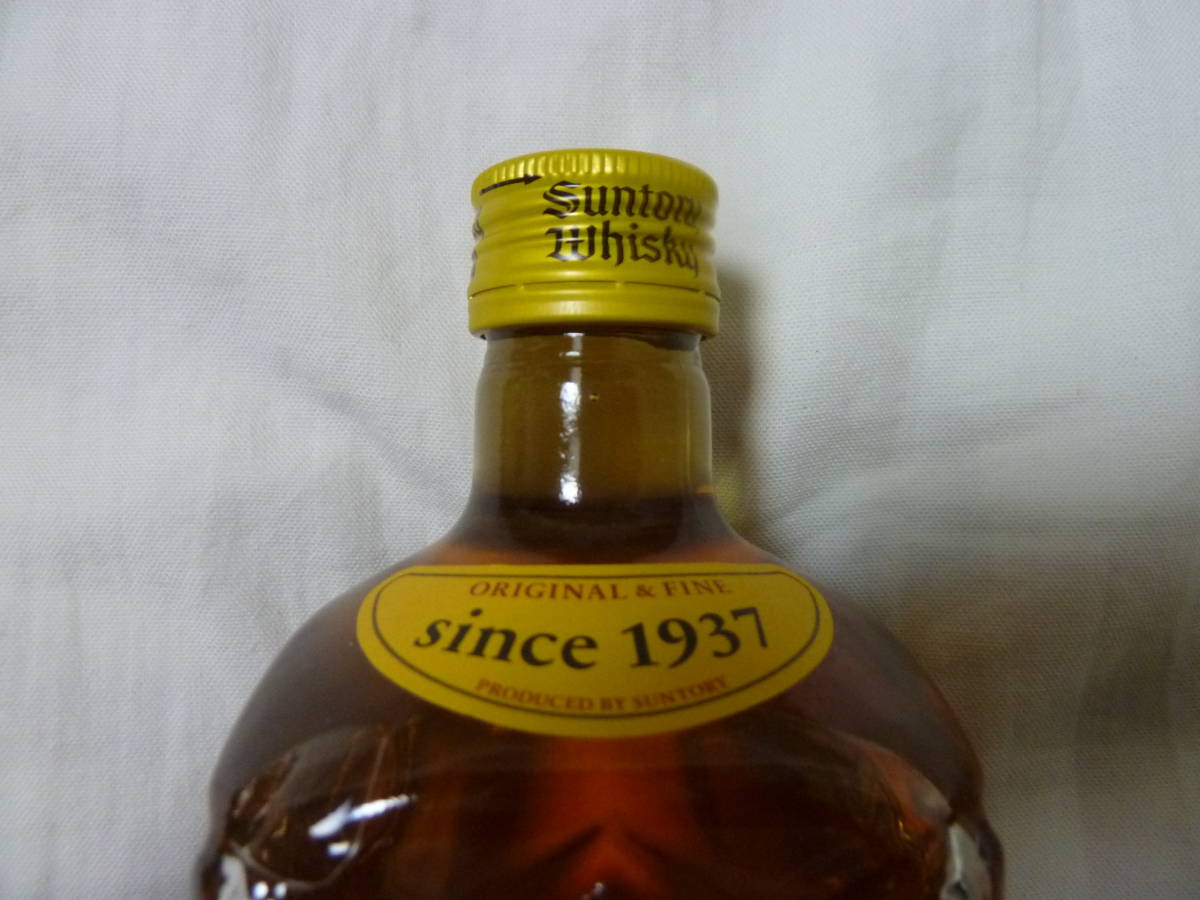 Suntory
Whisky
ORIGINAL & FINE
since 1937
PRODUCED BY SUNTORY